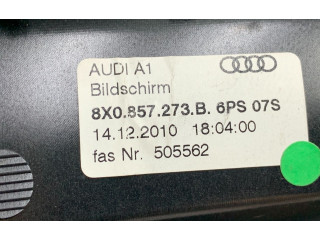 AUDI A1
Bildschirm
8X0.857.273.B. 6PS 07S
14.12.2010 18:04:00
fas Nr. 505562